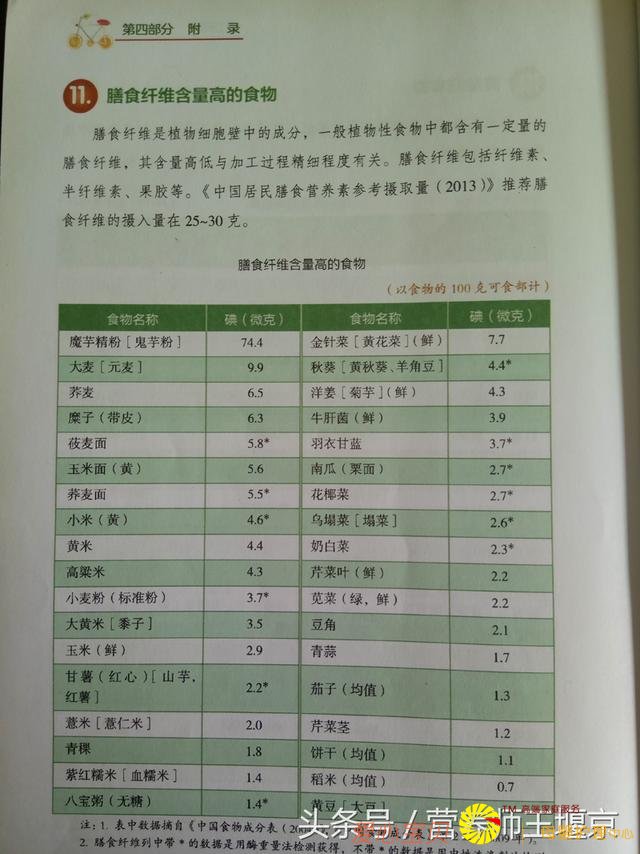 第四部分 附 录
11. 膳食纤维含量高的食物
膳食纤维是植物细胞壁中的成分，一般植物性食物中都含有一定量的
膳食纤维，其含量高低与加工过程精细程度有关。膳食纤维包括纤维素、
半纤维素、果胶等。《中国居民膳食营养素参考摄取量（2013）》推荐膳
食纤维的摄入量在 25~30 克。
膳食纤维含量高的食物
（以食物的 100 克可食部计）
食物名称 碘（微克） 食物名称 碘（微克）
魔芋精粉［鬼芋粉］ 74.4 金针菜［黄花菜］（鲜） 7.7
大麦［元麦］ 9.9 秋葵［黄秋葵、羊角豆］ 4.4*
荞麦 6.5 洋姜［菊芋］（鲜） 4.3
糜子（带皮） 6.3 牛肝菌（鲜） 3.9
莜麦面 5.8* 羽衣甘蓝 3.7*
玉米面（黄） 5.6 南瓜（栗面） 2.7*
荞麦面 5.5* 花椰菜 2.7*
小米（黄） 4.6* 乌塌菜［塌菜］ 2.6*
黄米 4.4 奶白菜 2.3*
高粱米 4.3 芹菜叶（鲜） 2.2
小麦粉（标准粉） 3.7* 苋菜（绿，鲜） 2.2
大黄米［黍子］ 3.5 豆角 2.1
玉米（鲜） 2.9 青蒜 1.7
甘薯（红心）［山芋，
红薯］ 2.2* 茄子（均值） 1.3
薏米［薏仁米］ 2.0 芹菜茎 1.2
青稞 1.8 饼干（均值） 1.1
紫红糯米［血糯米］ 1.4 稻米（均值） 0.7
八宝粥（无糖） 1.4* 黄豆［大豆］
TM 高端家庭服务
头条号／营养师王慎京
注：1. 表中数据摘自《中国食物成分表
2. 膳食纤维列中带 * 的数据是用酶重量法检测获得，不带 * 的数据是